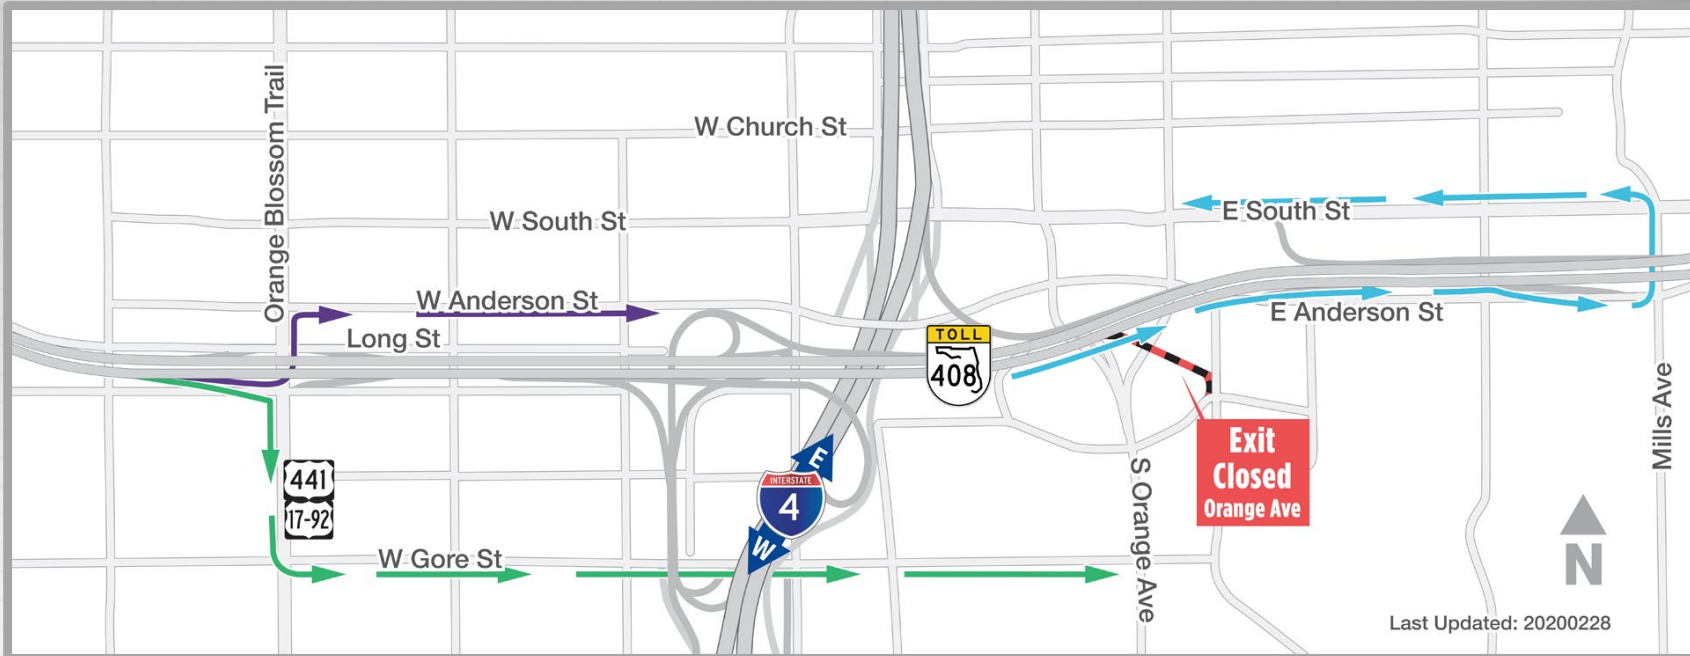 Orange Blossom Trail
W Church St
W South St
E South St
W Anderson St
Long St
E Anderson St
TOLL
408
Mills Ave
Exit
Closed
Orange Ave
441
17-92
E
INTERSTATE
4
W
S Orange Ave
W Gore St
N
Last Updated: 20200228